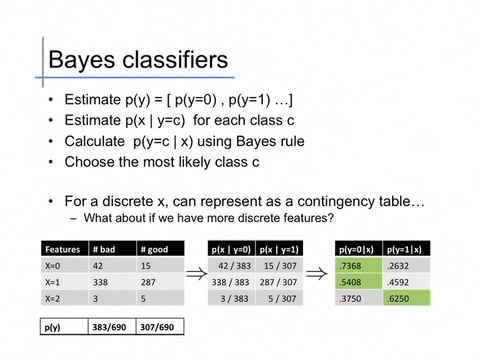 Bayes classifiers
• Estimate p(y) = [ p(y=0) , p(y=1) …]
• Estimate p(x | y=c) for each class c
• Calculate p(y=c | x) using Bayes rule
• Choose the most likely class c
• For a discrete x, can represent as a contingency table…
– What about if we have more discrete features?
Features # bad # good
X=0 42 15
X=1 338 287
X=2 3 5
p(y) 383/690 307/690
p(x | y=0) p(x | y=1)
42 / 383 15 / 307
338 / 383 287 / 307
3 / 383 5 / 307
p(y=0|x) p(y=1|x)
.7368 .2632
.5408 .4592
.3750 .6250